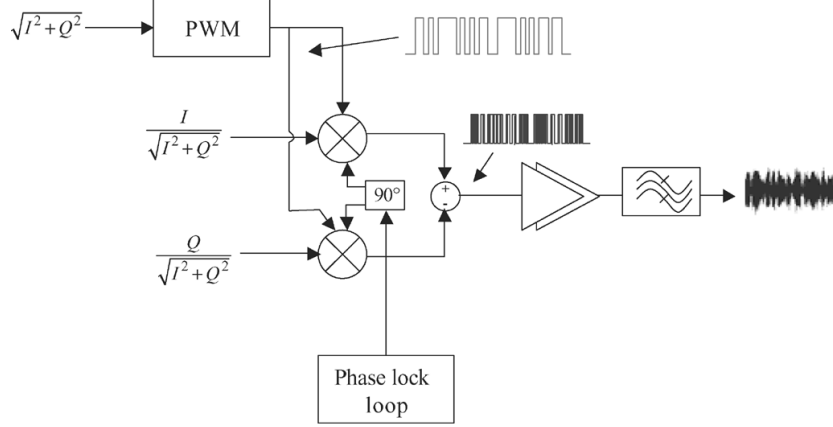 √(I² + Q²)
PWM
I / √(I² + Q²)
90°
+
-
Q / √(I² + Q²)
Phase lock
loop